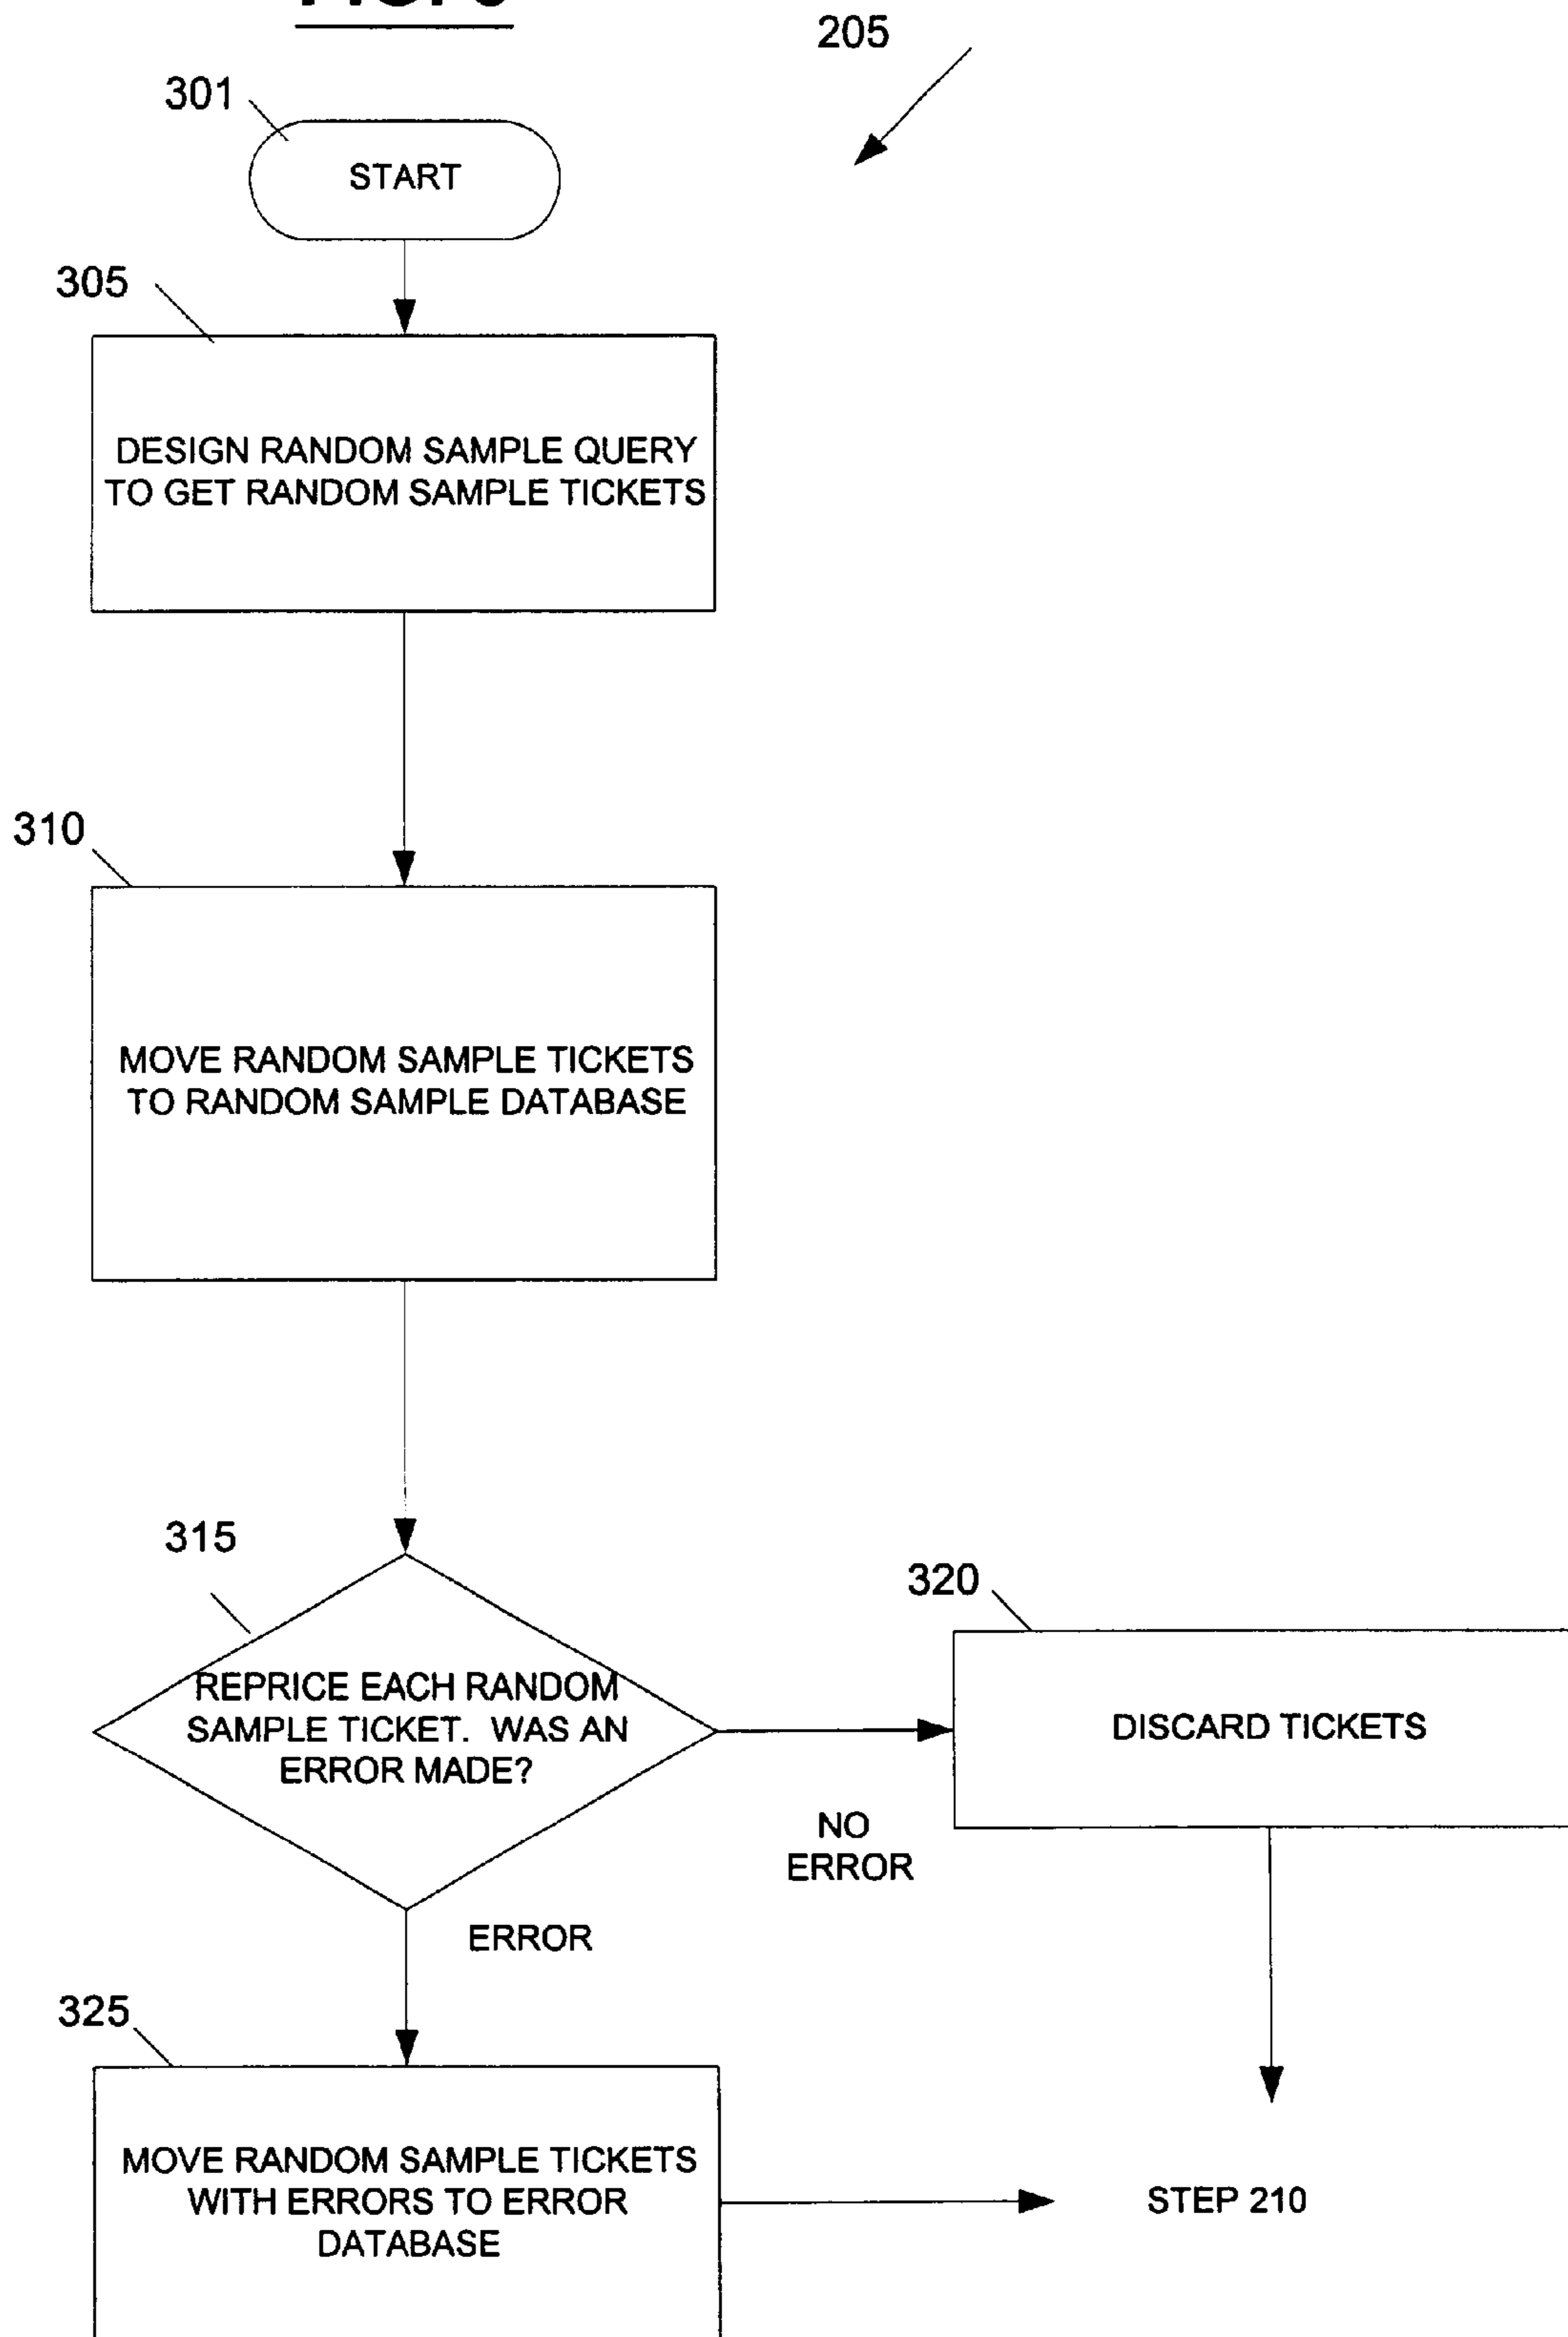 205
301
START
305
DESIGN RANDOM SAMPLE QUERY
TO GET RANDOM SAMPLE TICKETS
310
MOVE RANDOM SAMPLE TICKETS
TO RANDOM SAMPLE DATABASE
315
REPRICE EACH RANDOM
SAMPLE TICKET. WAS AN
ERROR MADE?
320
DISCARD TICKETS
NO
ERROR
ERROR
325
MOVE RANDOM SAMPLE TICKETS
WITH ERRORS TO ERROR
DATABASE
STEP 210